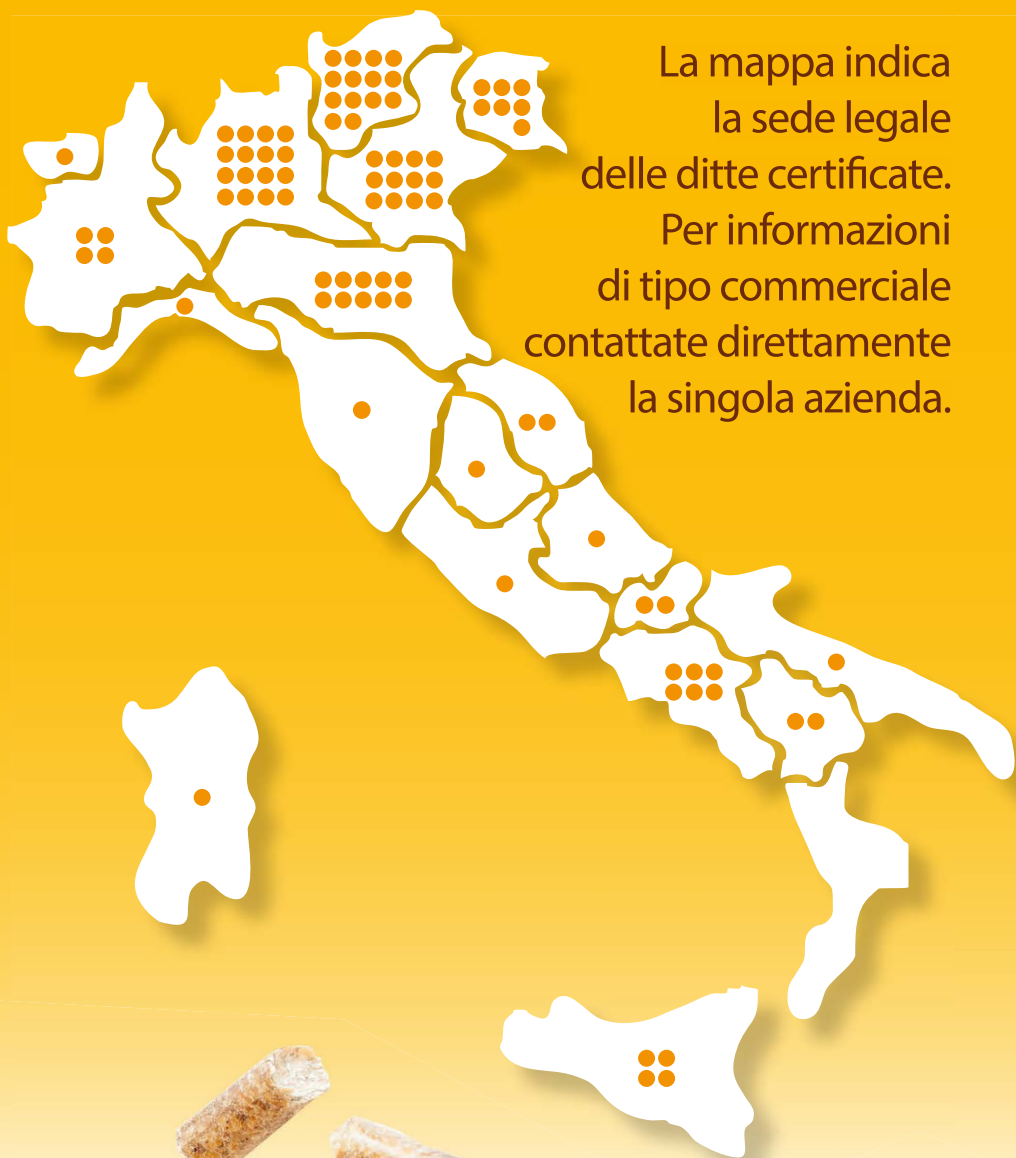 La mappa indica
la sede legale
delle ditte certificate.
Per informazioni
di tipo commerciale
contattate direttamente
la singola azienda.